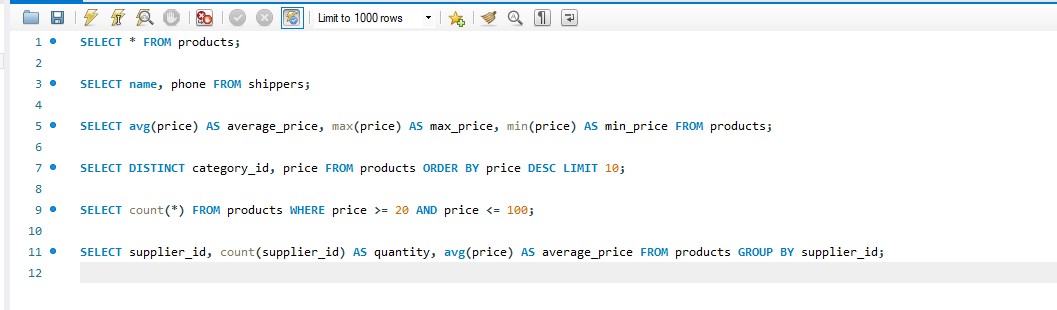 Limit to 1000 rows
1 SELECT * FROM products;
2
3 SELECT name, phone FROM shippers;
4
5 SELECT avg(price) AS average_price, max(price) AS max_price, min(price) AS min_price FROM products;
6
7 SELECT DISTINCT category_id, price FROM products ORDER BY price DESC LIMIT 10;
8
9 SELECT count(*) FROM products WHERE price >= 20 AND price <= 100;
10
11 SELECT supplier_id, count(supplier_id) AS quantity, avg(price) AS average_price FROM products GROUP BY supplier_id;
12